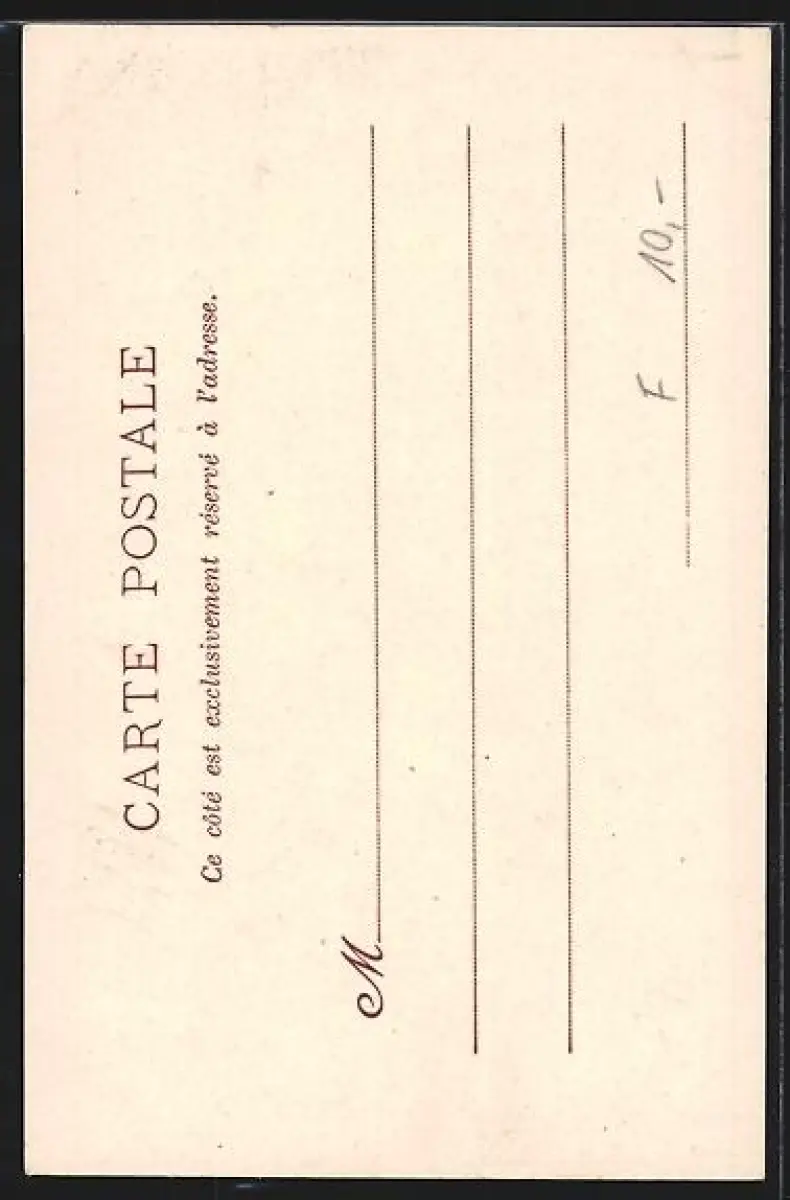 CARTE POSTALE
Ce côté est exclusivement réservé à l'adresse.
M
F 10,-